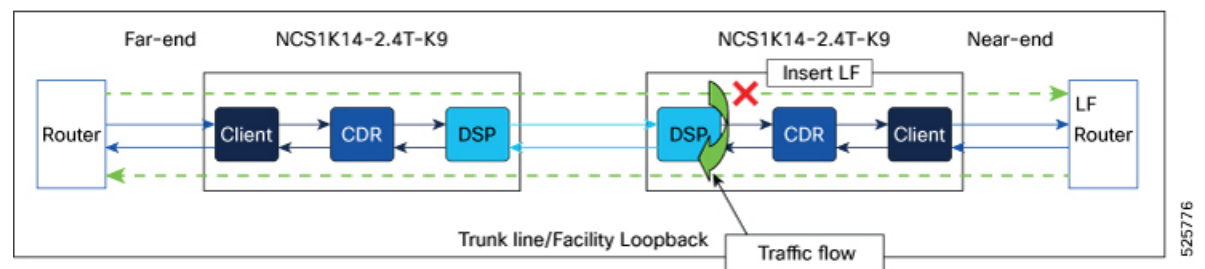 Far-end
NCS1K14-2.4T-K9
NCS1K14-2.4T-K9
Near-end
Insert LF
Router
Client
CDR
DSP
DSP
CDR
Client
LF
Router
Trunk line/Facility Loopback
Traffic flow
525776